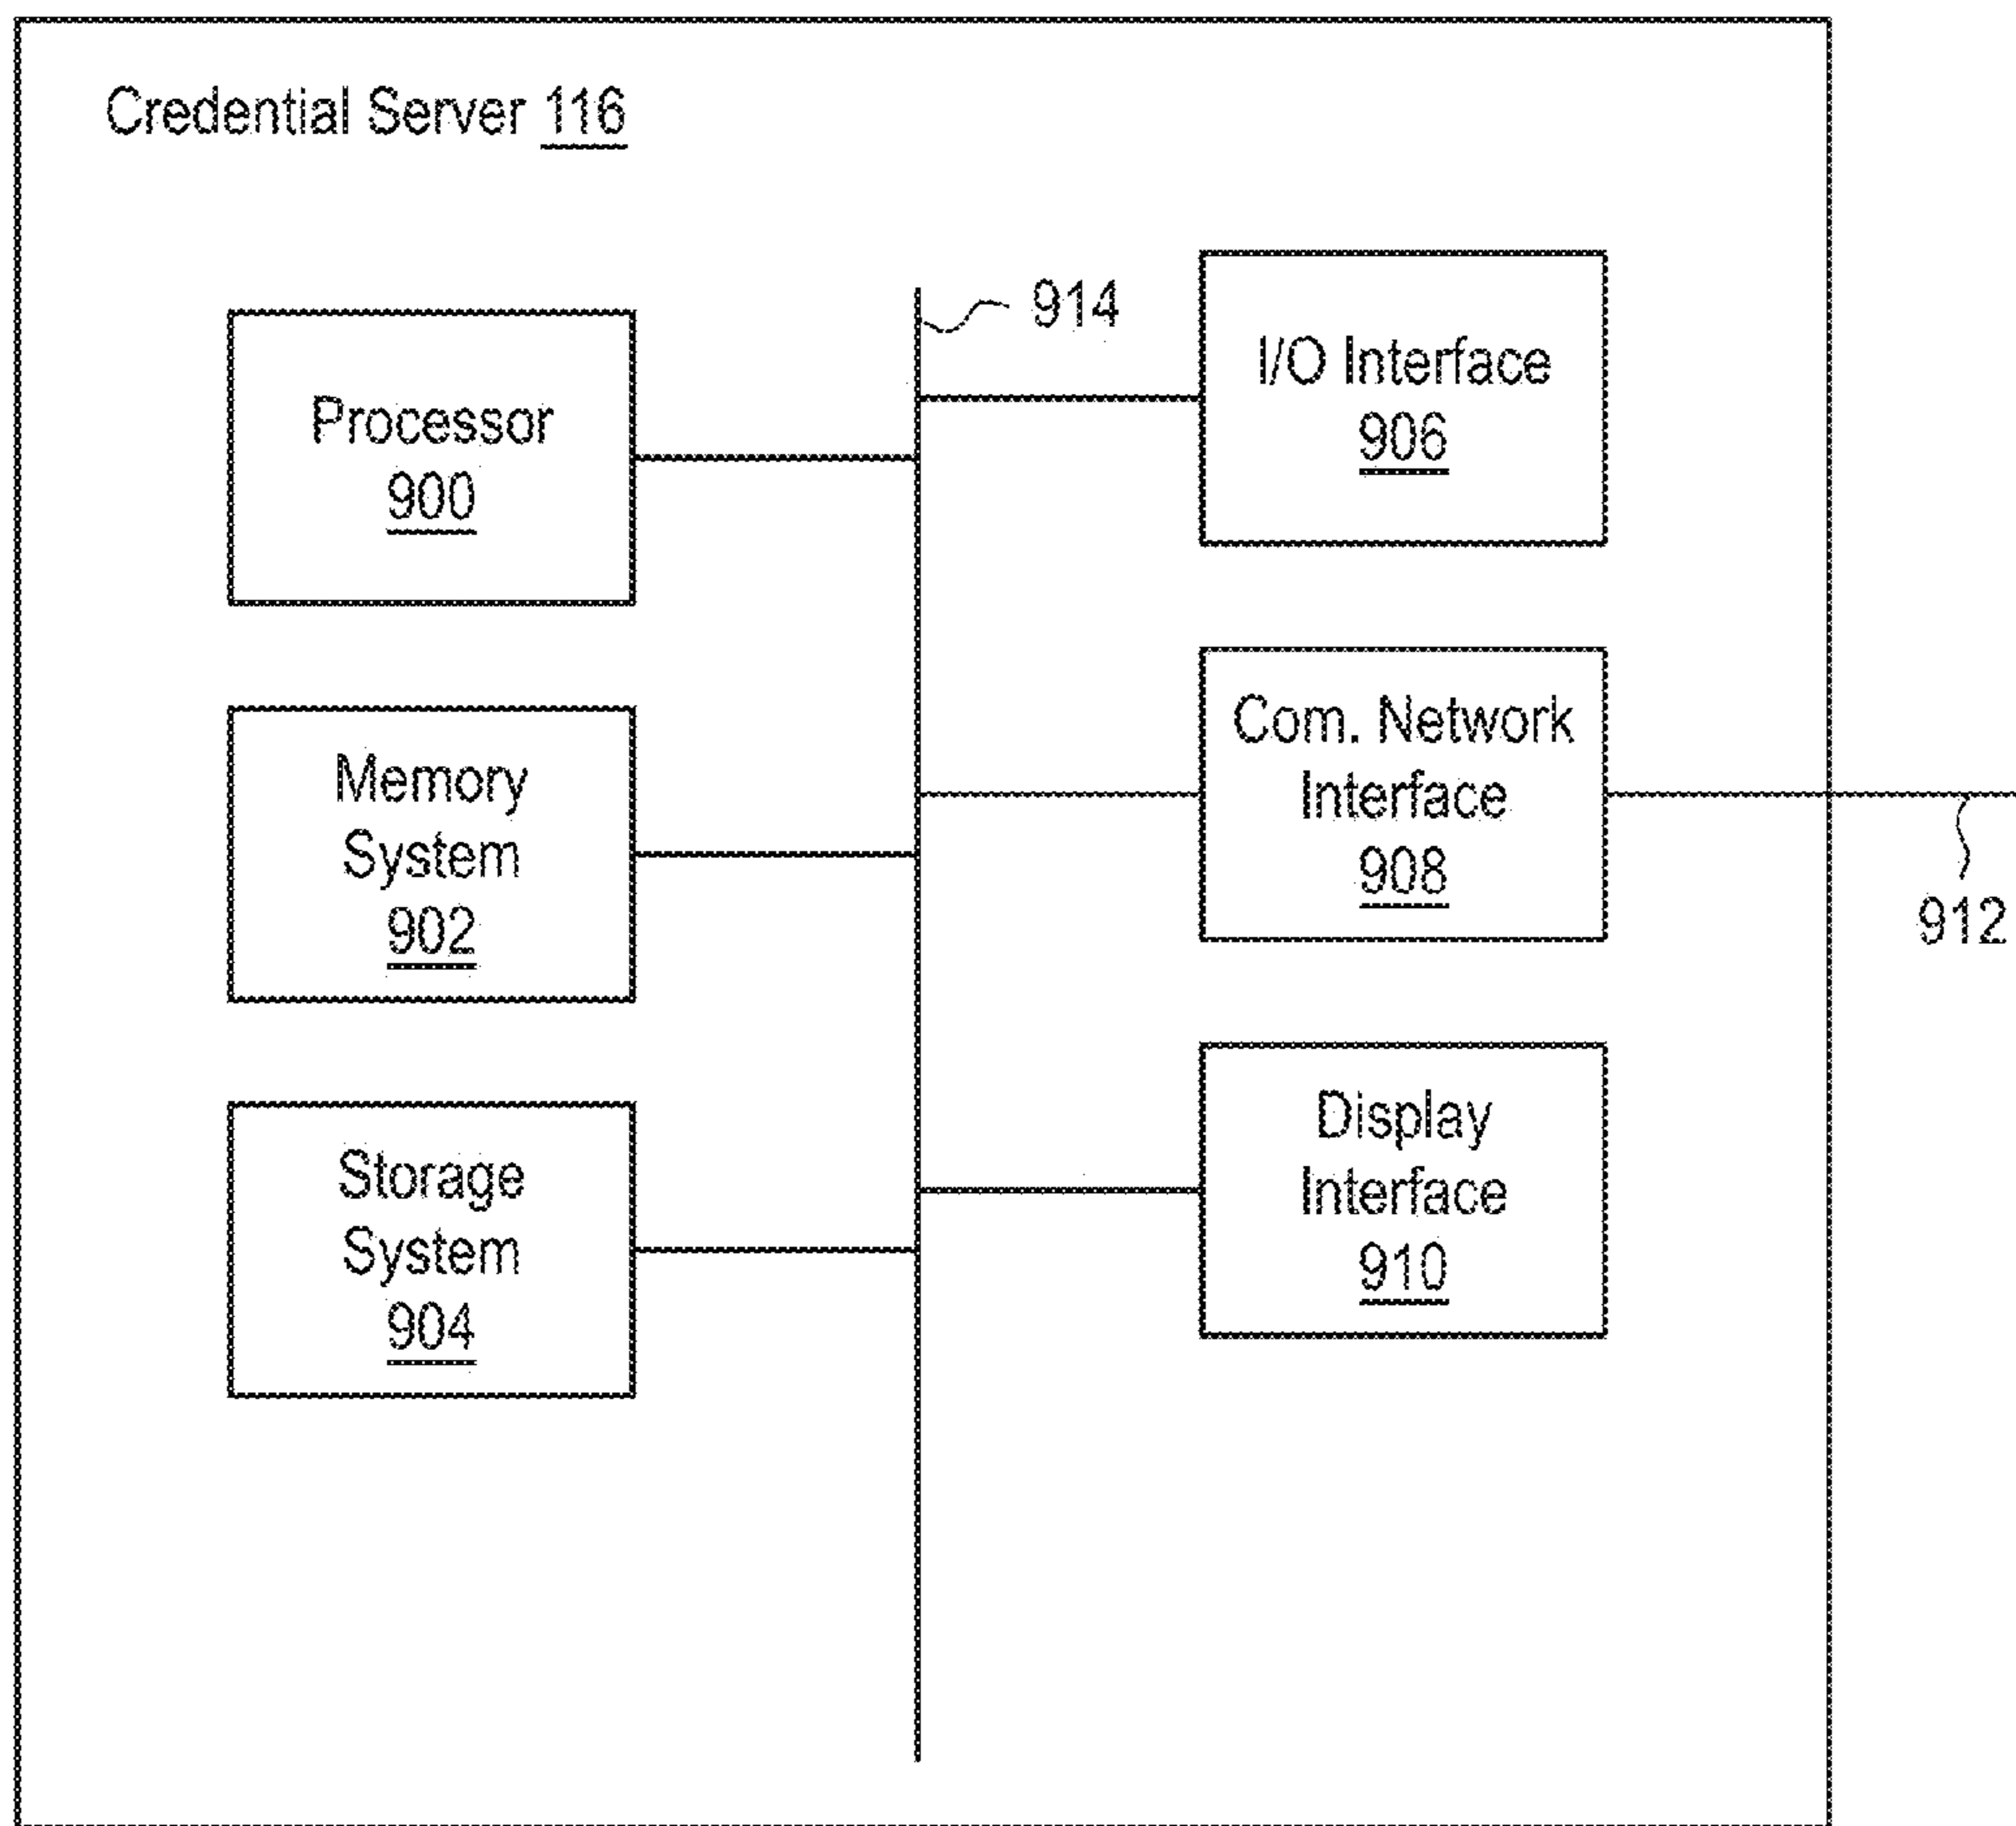 Credential Server 116
914
Processor
900
I/O Interface
906
Memory
System
902
Com. Network
Interface
908
912
Storage
System
904
Display
Interface
910